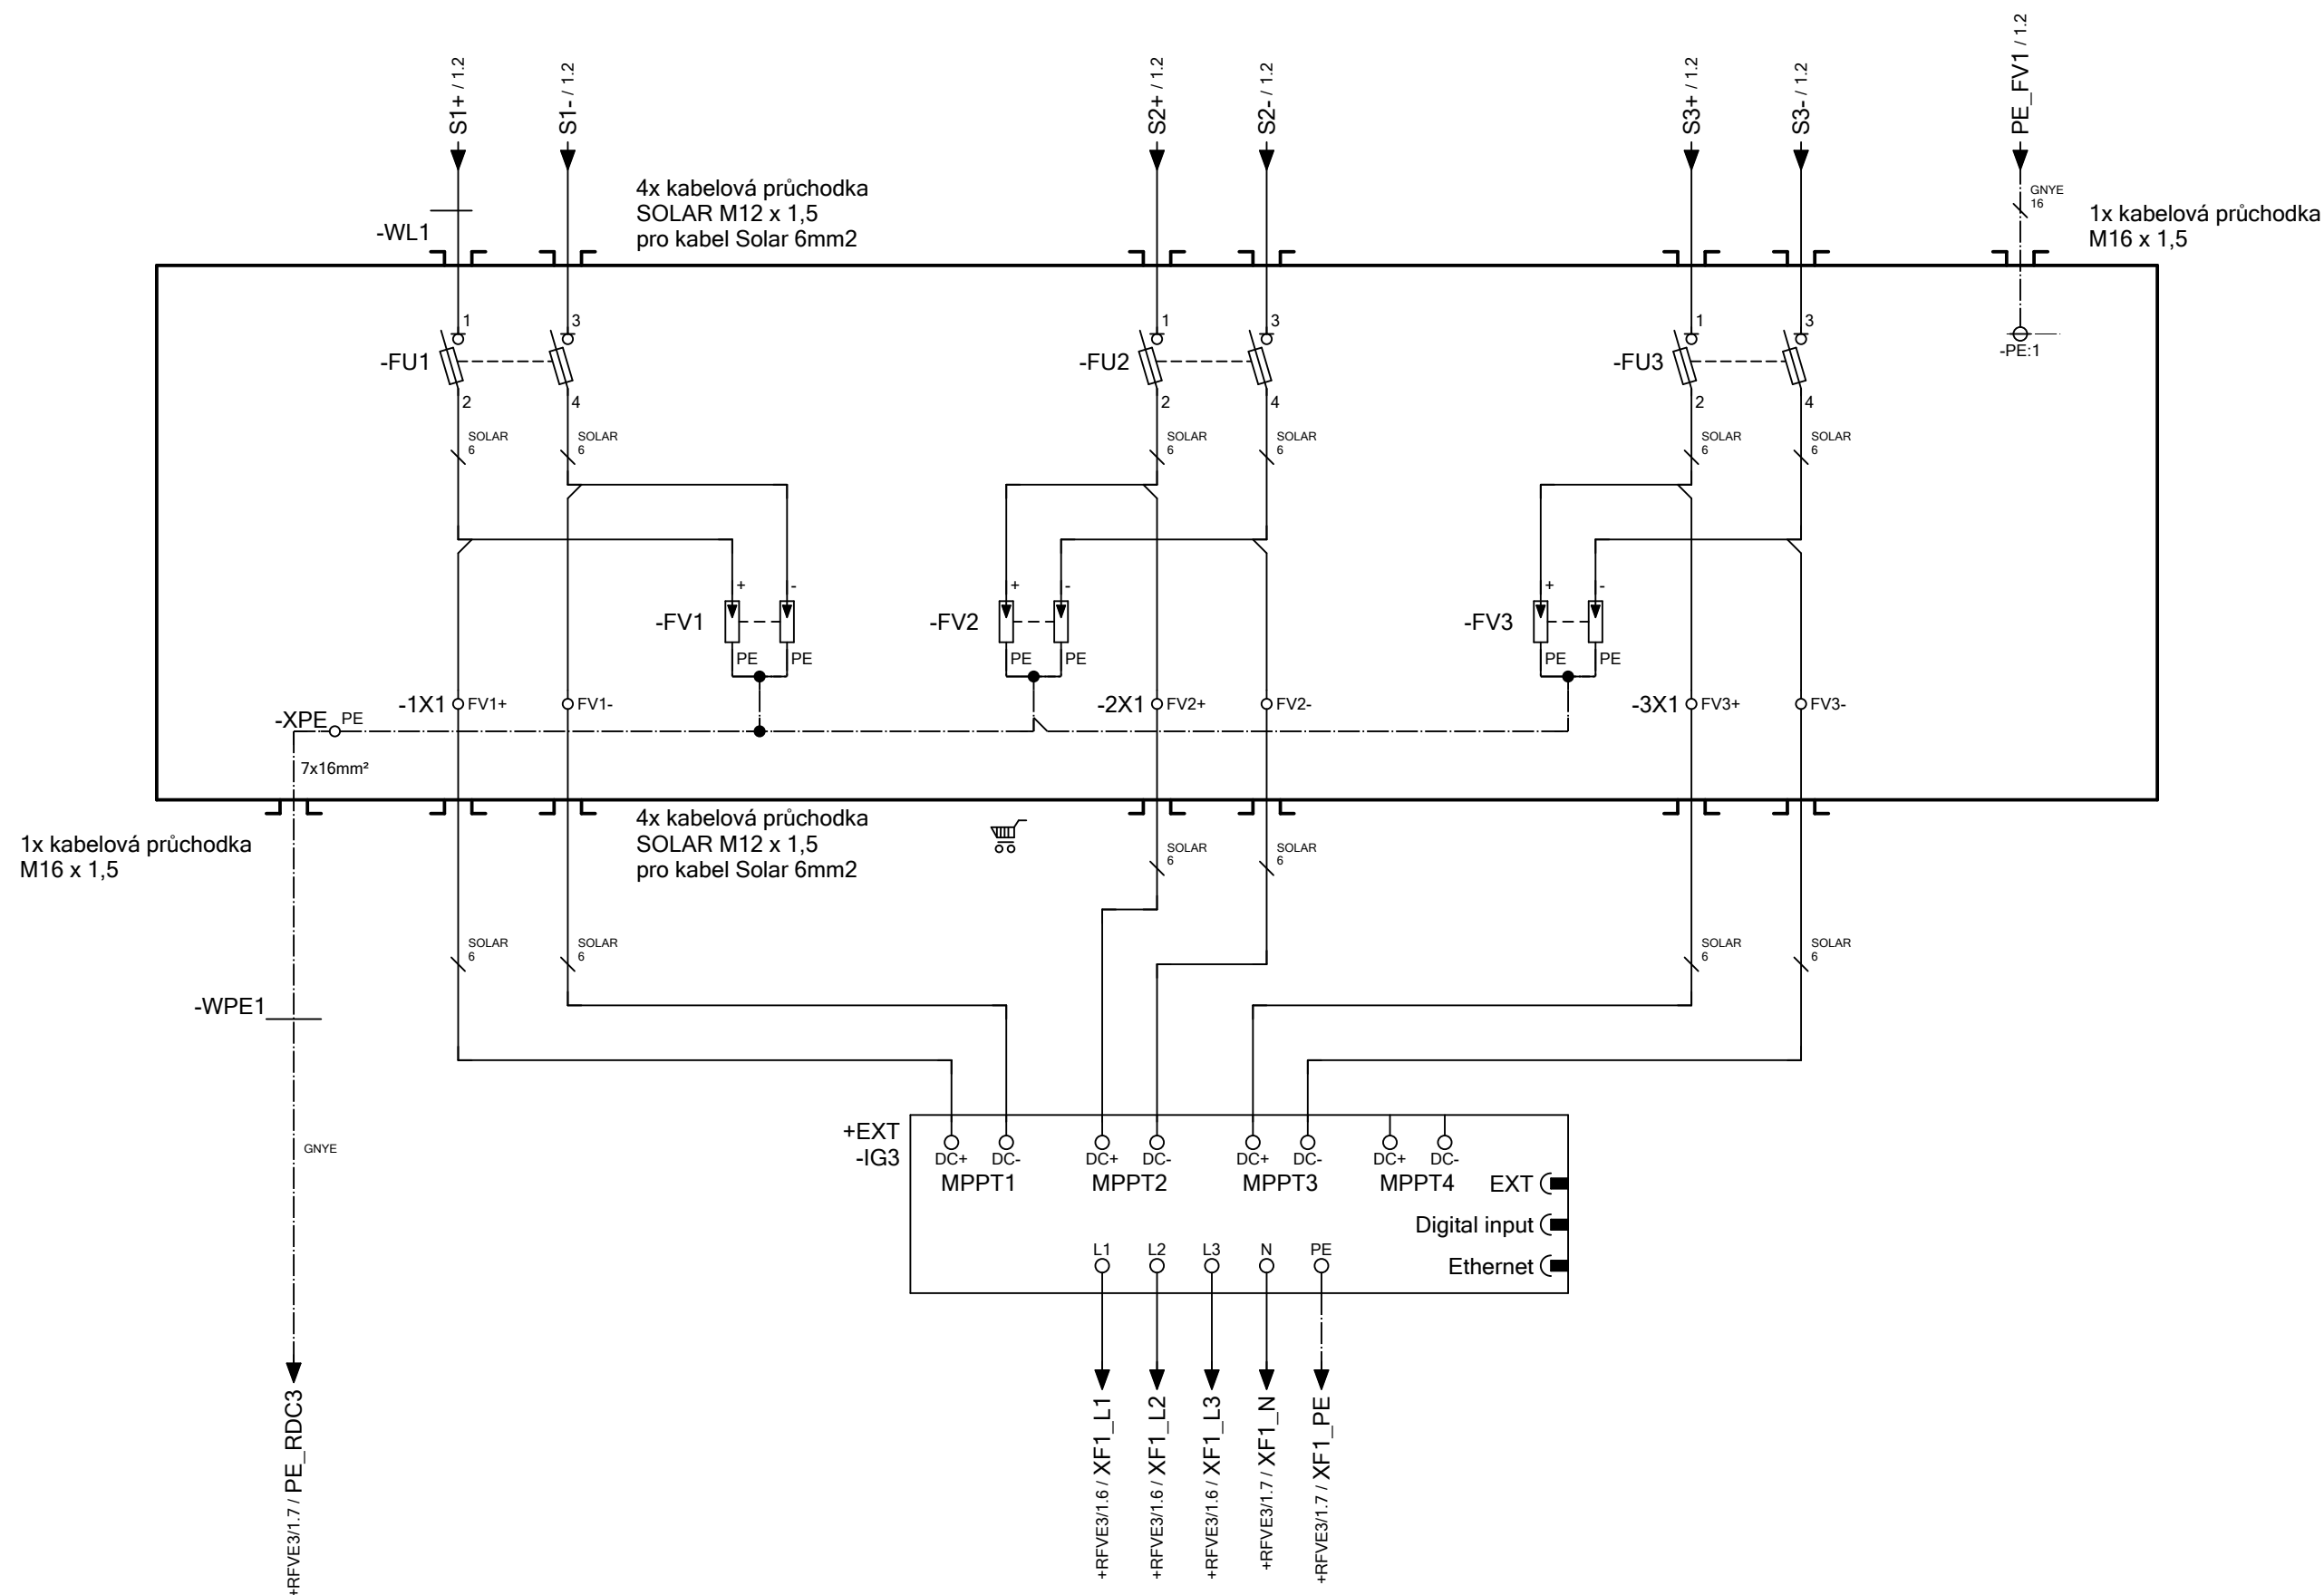 S1+ / 1.2
S1- / 1.2
S2+ / 1.2
S2- / 1.2
S3+ / 1.2
S3- / 1.2
PE_FV1 / 1.2
4x kabelová průchodka
SOLAR M12 x 1,5
pro kabel Solar 6mm2
GNYE
16
1x kabelová průchodka
M16 x 1,5
-WL1
1
3
1
3
1
3
-FU1
-FU2
-FU3
-PE:1
2
4
2
4
2
4
SOLAR
6
SOLAR
6
SOLAR
6
SOLAR
6
SOLAR
6
SOLAR
6
+
-
+
-
+
-
-FV1
-FV2
-FV3
PE
PE
PE
PE
PE
PE
-XPE
PE
-1X1
FV1+
FV1-
-2X1
FV2+
FV2-
-3X1
FV3+
FV3-
7x16mm²
1x kabelová průchodka
M16 x 1,5
4x kabelová průchodka
SOLAR M12 x 1,5
pro kabel Solar 6mm2
SOLAR
6
SOLAR
6
SOLAR
6
SOLAR
6
SOLAR
6
SOLAR
6
-WPE1
GNYE
+EXT
-IG3
DC+
DC-
DC+
DC-
DC+
DC-
DC+
DC-
MPPT1
MPPT2
MPPT3
MPPT4
EXT
Digital input
Ethernet
L1
L2
L3
N
PE
+RFVE3/1.7 / PE_RDC3
+RFVE3/1.6 / XF1_L1
+RFVE3/1.6 / XF1_L2
+RFVE3/1.6 / XF1_L3
+RFVE3/1.7 / XF1_N
+RFVE3/1.7 / XF1_PE